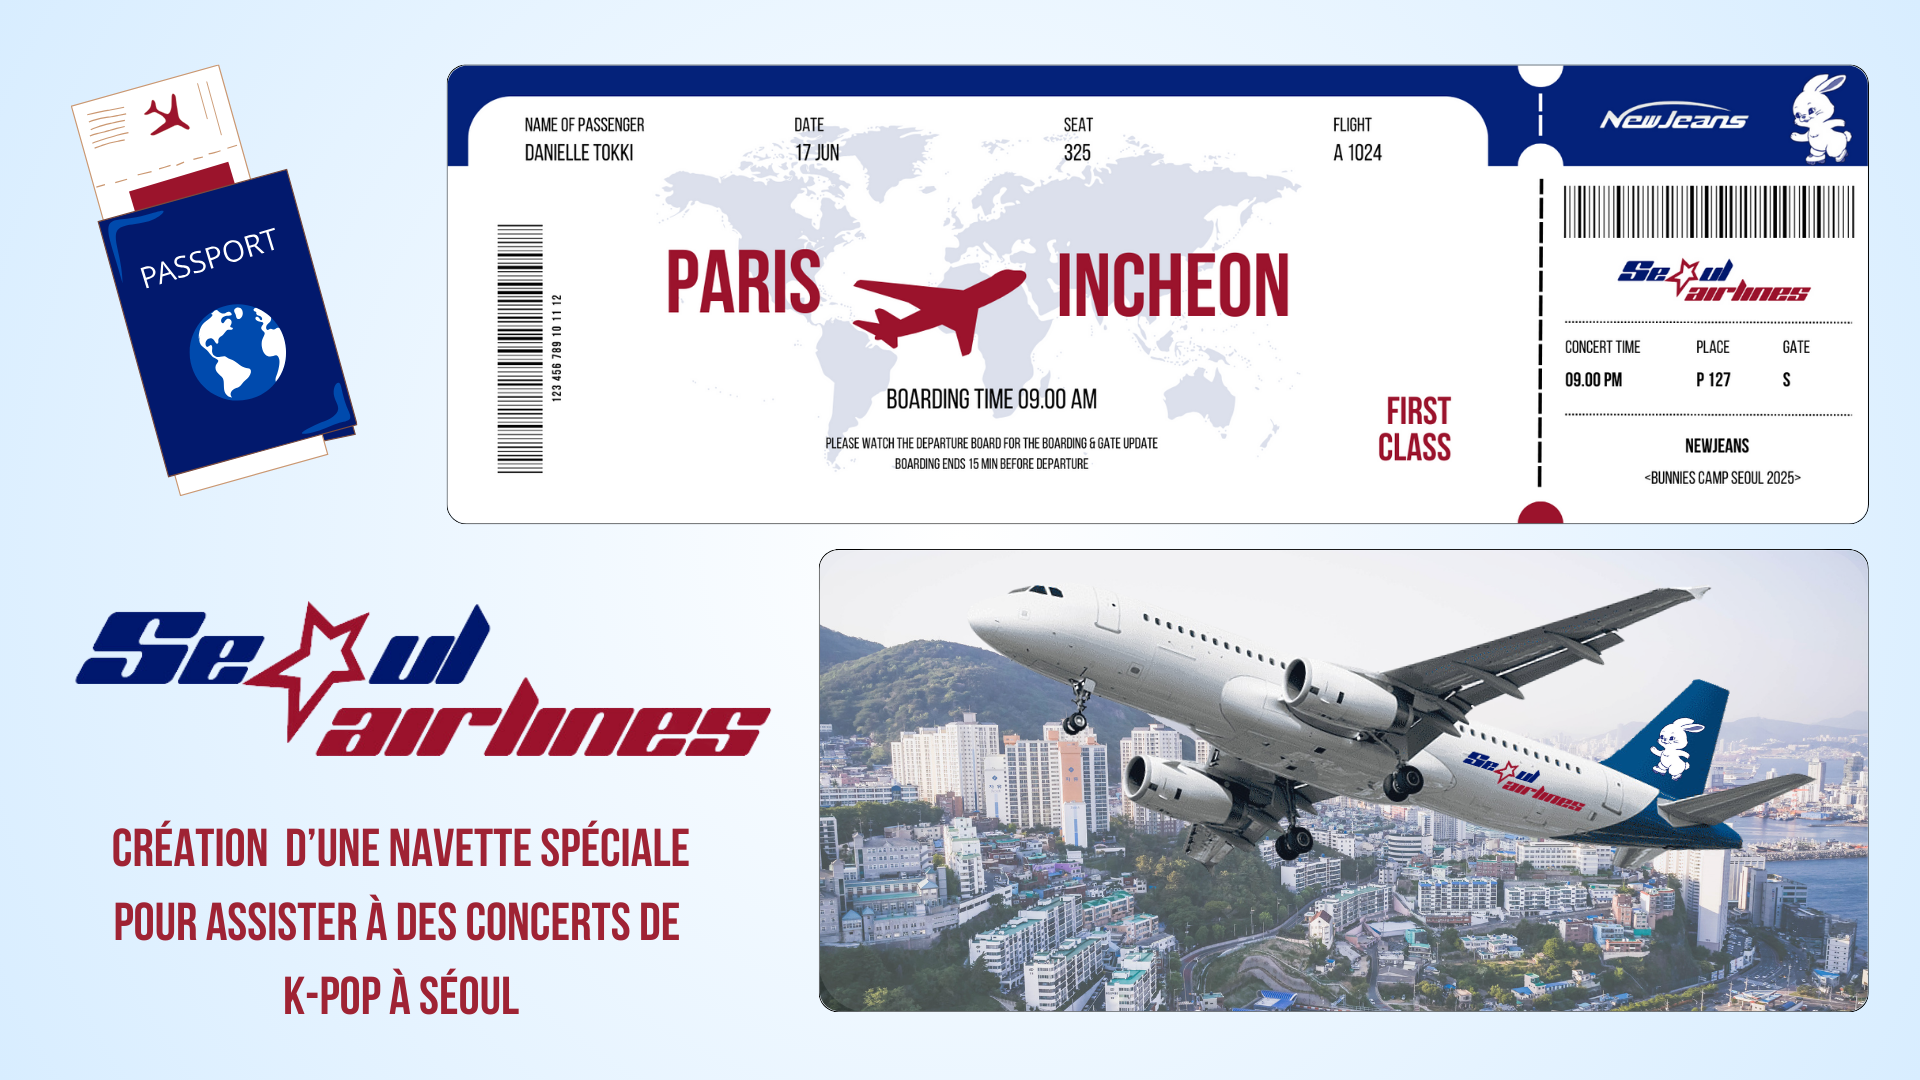 PASSPORT
NAME OF PASSENGER
DANIELLE TOKKI
DATE
17 JUN
SEAT
325
FLIGHT
A 1024
123 456 789 10 11 12
PARIS
INCHEON
BOARDING TIME 09.00 AM
PLEASE WATCH THE DEPARTURE BOARD FOR THE BOARDING & GATE UPDATE
BOARDING ENDS 15 MIN BEFORE DEPARTURE
FIRST
CLASS
NewJeans
Seoul
airlines
CONCERT TIME
PLACE
GATE
09.00 PM
P 127
S
NEWJEANS
<BUNNIES CAMP SEOUL 2025>
Seoul
airlines
CRÉATION D’UNE NAVETTE SPÉCIALE
POUR ASSISTER À DES CONCERTS DE
K-POP À SÉOUL
Seoul
airlines